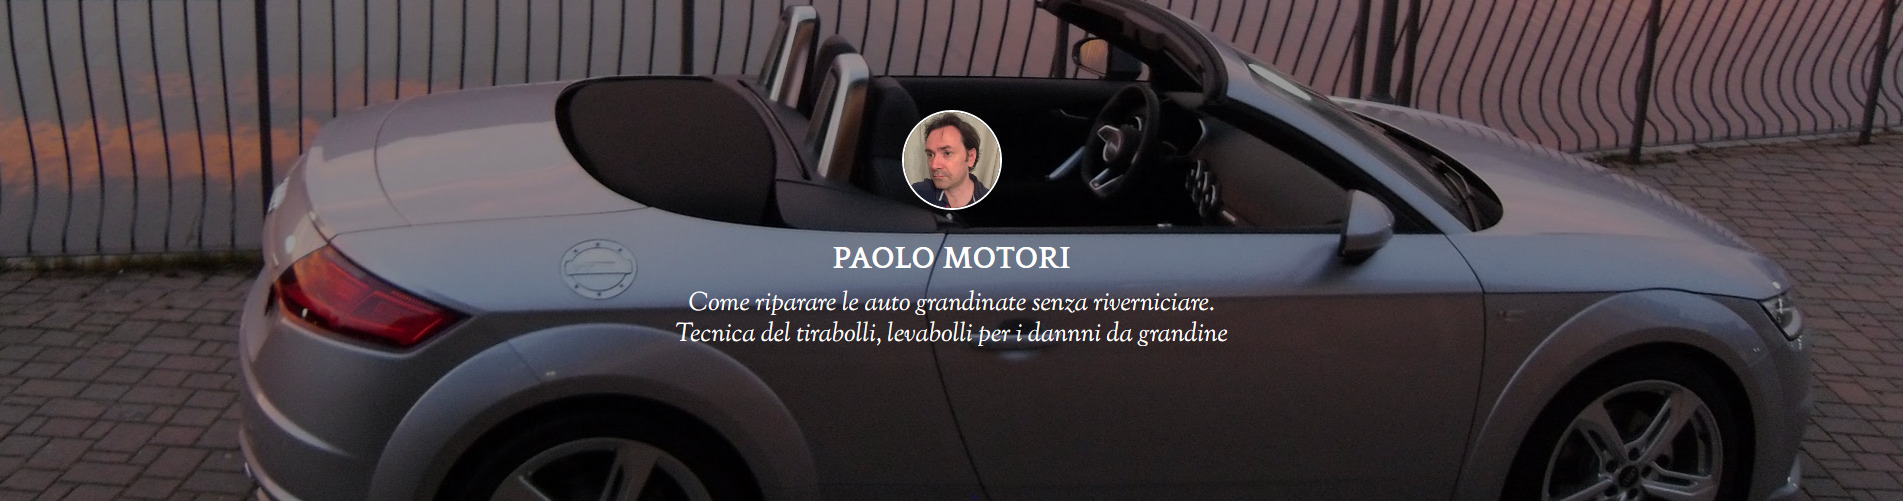 PAOLO MOTORI
Come riparare le auto grandinate senza riverniciare.
Tecnica del tirabolli, levabolli per i dannni da grandine